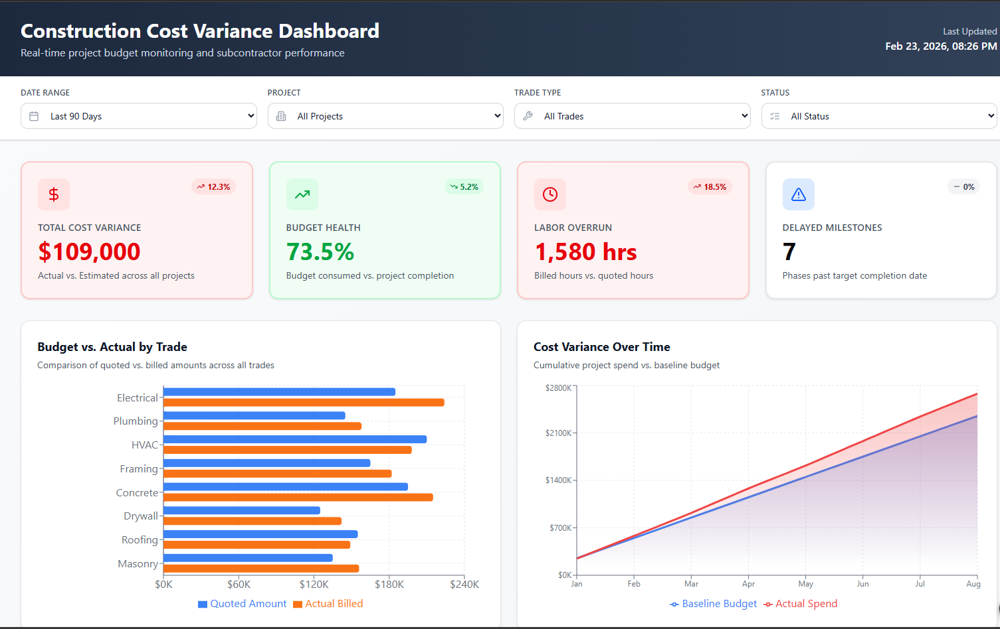 Construction Cost Variance Dashboard
Real-time project budget monitoring and subcontractor performance
Last Updated
Feb 23, 2026, 08:26 PM
DATE RANGE
Last 90 Days
PROJECT
All Projects
TRADE TYPE
All Trades
STATUS
All Status
12.3%
TOTAL COST VARIANCE
$109,000
Actual vs. Estimated across all projects
5.2%
BUDGET HEALTH
73.5%
Budget consumed vs. project completion
18.5%
LABOR OVERRUN
1,580 hrs
Billed hours vs. quoted hours
0%
DELAYED MILESTONES
7
Phases past target completion date
Budget vs. Actual by Trade
Comparison of quoted vs. billed amounts across all trades
Electrical
Plumbing
HVAC
Framing
Concrete
Drywall
Roofing
Masonry
$0K $60K $120K $180K $240K
Quoted Amount Actual Billed
Cost Variance Over Time
Cumulative project spend vs. baseline budget
$2800K
$2100K
$1400K
$700K
$0K
Jan Feb Mar Apr May Jun Jul Aug
Baseline Budget Actual Spend